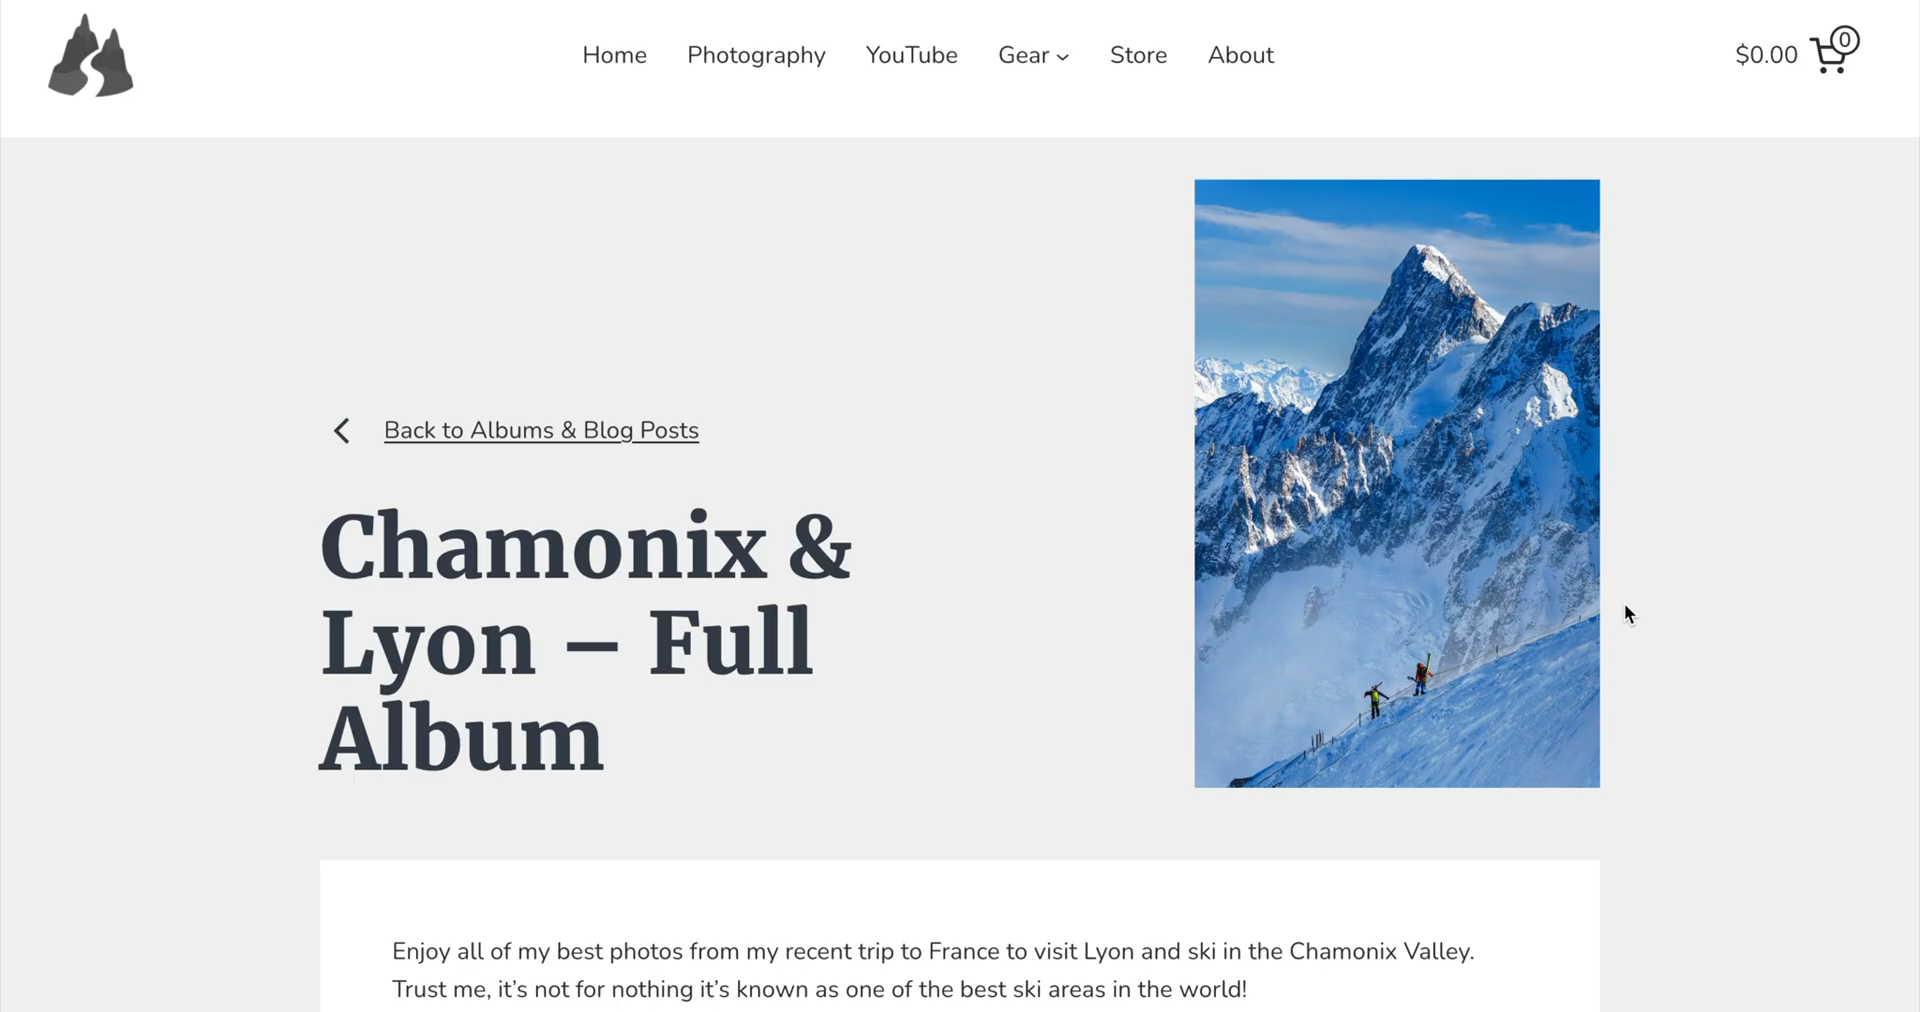 Home Photography YouTube Gear Store About $0.00 0
Back to Albums & Blog Posts
Chamonix &
Lyon – Full
Album
Enjoy all of my best photos from my recent trip to France to visit Lyon and ski in the Chamonix Valley.
Trust me, it’s not for nothing it’s known as one of the best ski areas in the world!